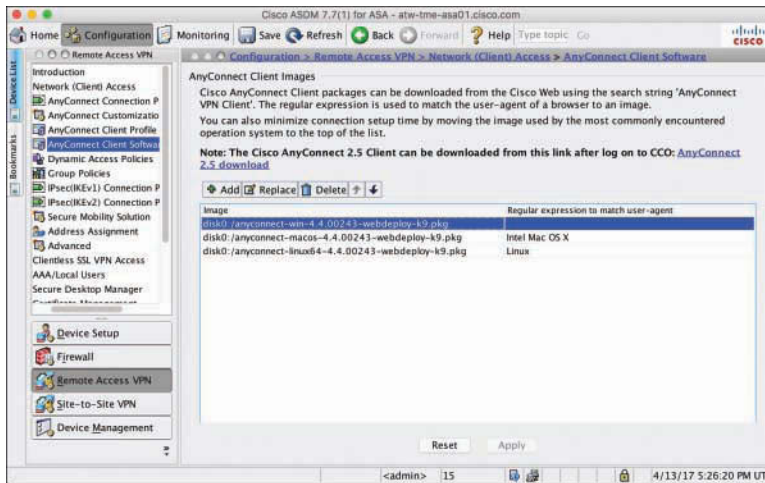 Cisco ASDM 7.7(1) for ASA - atw-tme-asa01.cisco.com
Home Configuration Monitoring Save Refresh Back Forward Help Type topic Go
CISCO
Device List
Bookmarks
Remote Access VPN
Introduction
Network (Client) Access
AnyConnect Connection P
AnyConnect Customizatio
AnyConnect Client Profile
AnyConnect Client Softwar
Dynamic Access Policies
Group Policies
IPsec(IKEv1) Connection P
IPsec(IKEv2) Connection P
Secure Mobility Solution
Address Assignment
Advanced
Clientless SSL VPN Access
AAA/Local Users
Secure Desktop Manager
Certificate Management
Device Setup
Firewall
Remote Access VPN
Site-to-Site VPN
Device Management
Configuration > Remote Access VPN > Network (Client) Access > AnyConnect Client Software
AnyConnect Client Images
Cisco AnyConnect Client packages can be downloaded from the Cisco Web using the search string 'AnyConnect
VPN Client'. The regular expression is used to match the user-agent of a browser to an image.
You can also minimize connection setup time by moving the image used by the most commonly encountered
operation system to the top of the list.
Note: The Cisco AnyConnect 2.5 Client can be downloaded from this link after log on to CCO: AnyConnect
2.5 download
Add Replace Delete
Image Regular expression to match user-agent
disk0:/anyconnect-win-4.4.00243-webdeploy-k9.pkg
disk0:/anyconnect-macos-4.4.00243-webdeploy-k9.pkg Intel Mac OS X
disk0:/anyconnect-linux64-4.4.00243-webdeploy-k9.pkg Linux
Reset Apply
<admin> 15 4/13/17 5:26:20 PM UT